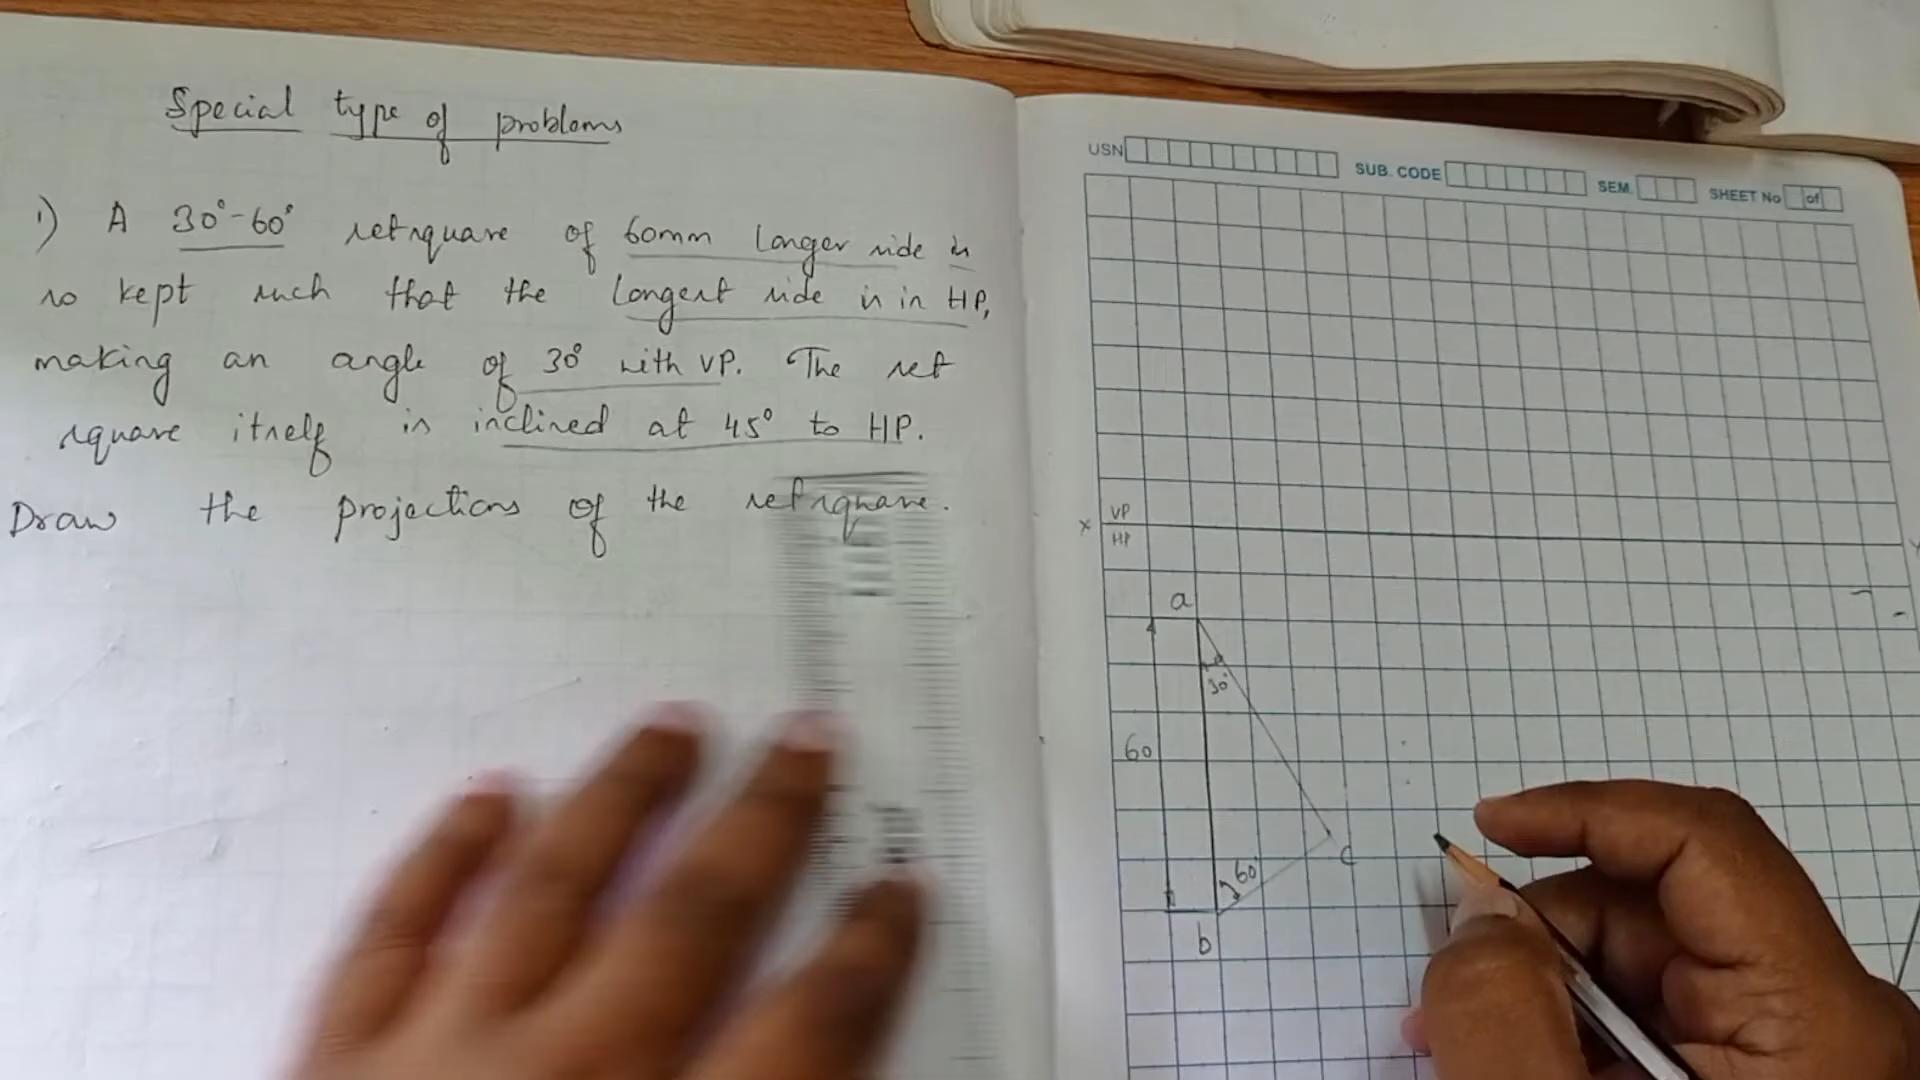 Special type of problems
1) A 30°-60° setsquare of 60mm longer side is
so kept such that the longest side is in HP,
making an angle of 30° with VP. The set
square itself is inclined at 45° to HP.
Draw the projections of the setsquare.
USN SUB. CODE SEM. SHEET No of
X VP Y
HP
a
30°
60
60°
c
b